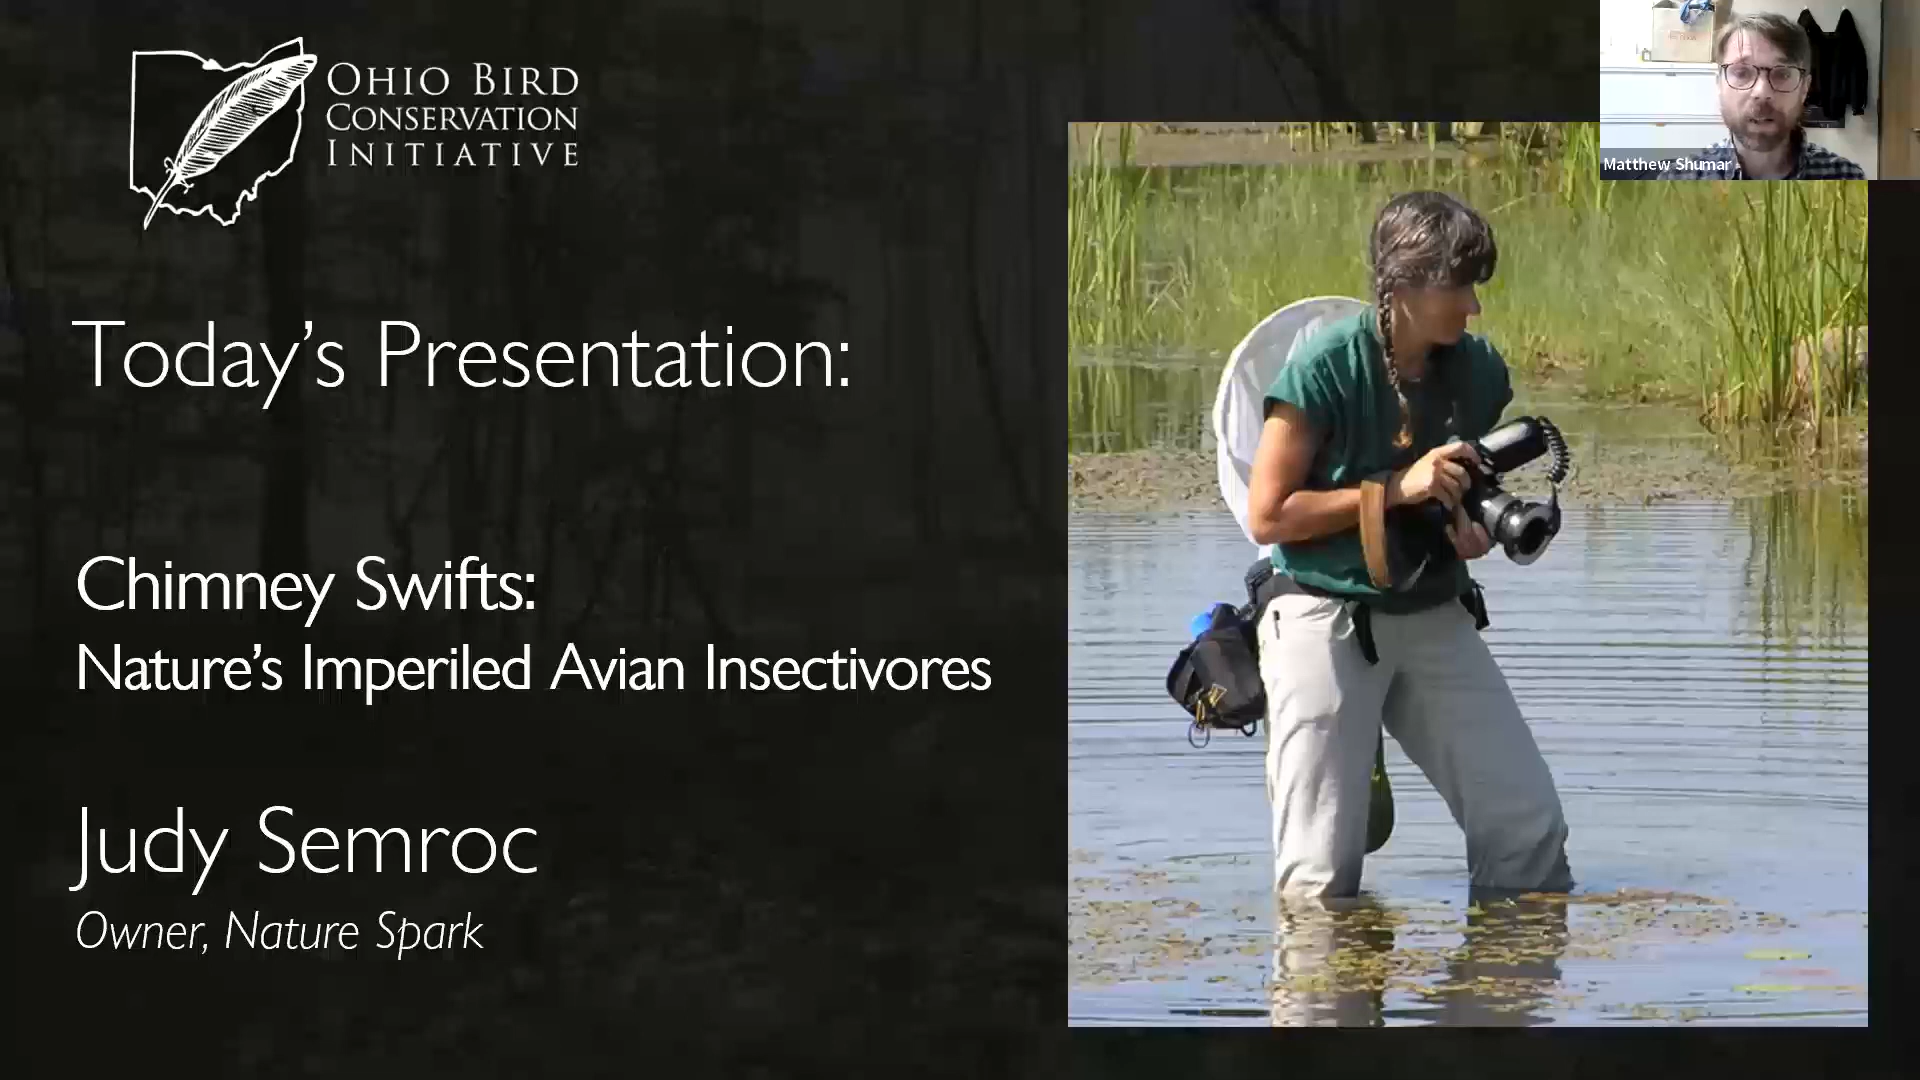 OHIO BIRD
CONSERVATION
INITIATIVE
Matthew Shumar
Today's Presentation:
Chimney Swifts:
Nature's Imperiled Avian Insectivores
Judy Semroc
Owner, Nature Spark